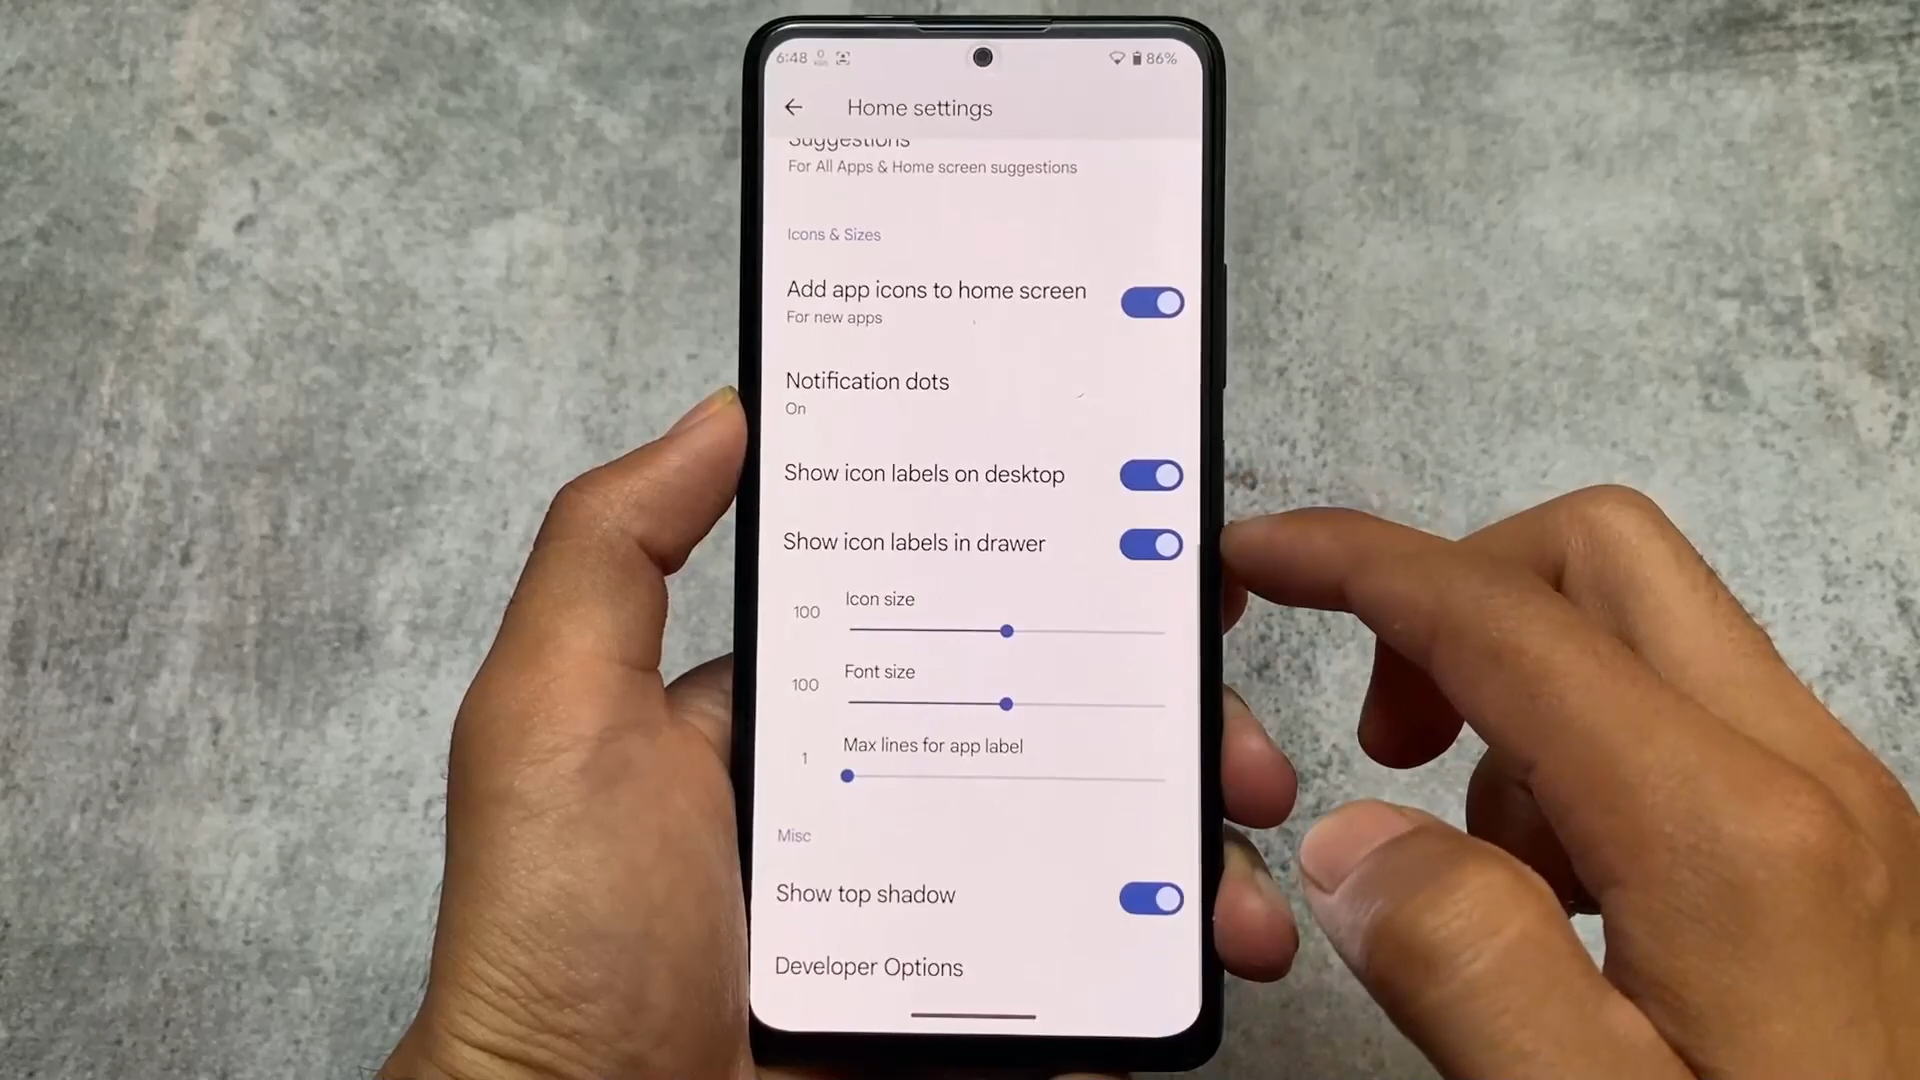 6:48
86%
Home settings
Suggestions
For All Apps & Home screen suggestions
Icons & Sizes
Add app icons to home screen
For new apps
Notification dots
On
Show icon labels on desktop
Show icon labels in drawer
Icon size
100
Font size
100
Max lines for app label
1
Misc
Show top shadow
Developer Options